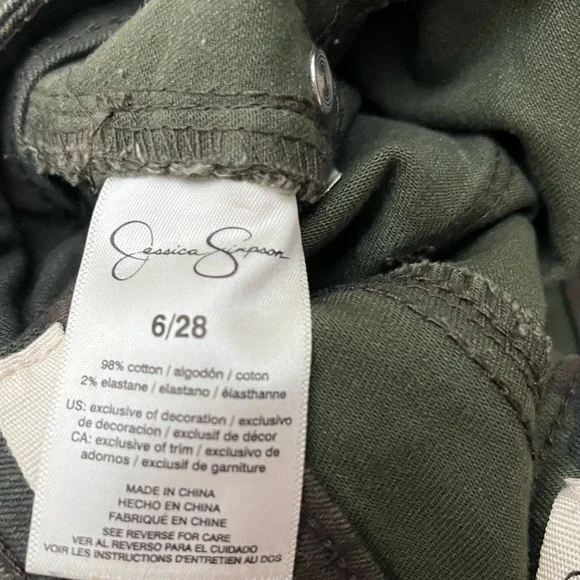 Jessica Simpson
6/28
98% cotton / algodón / coton
2% elastane / elastano / élasthanne
US: exclusive of decoration / exclusivo
de decoracion / exclusif de décor
CA: exclusive of trim / exclusivo de
adornos / exclusif de garniture
MADE IN CHINA
HECHO EN CHINA
FABRIQUÉ EN CHINE
SEE REVERSE FOR CARE
VER AL REVERSO PARA EL CUIDADO
VOIR LES INSTRUCTIONS D'ENTRETIEN AU DOS